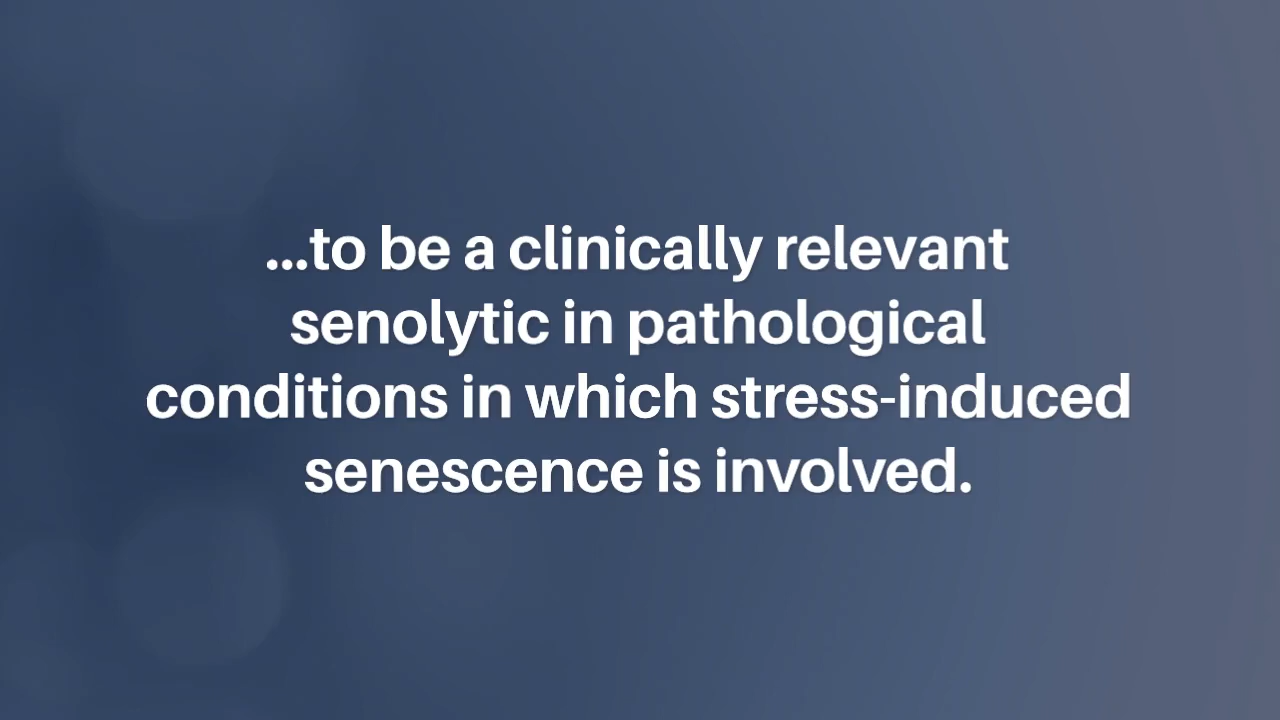 ...to be a clinically relevant
senolytic in pathological
conditions in which stress-induced
senescence is involved.